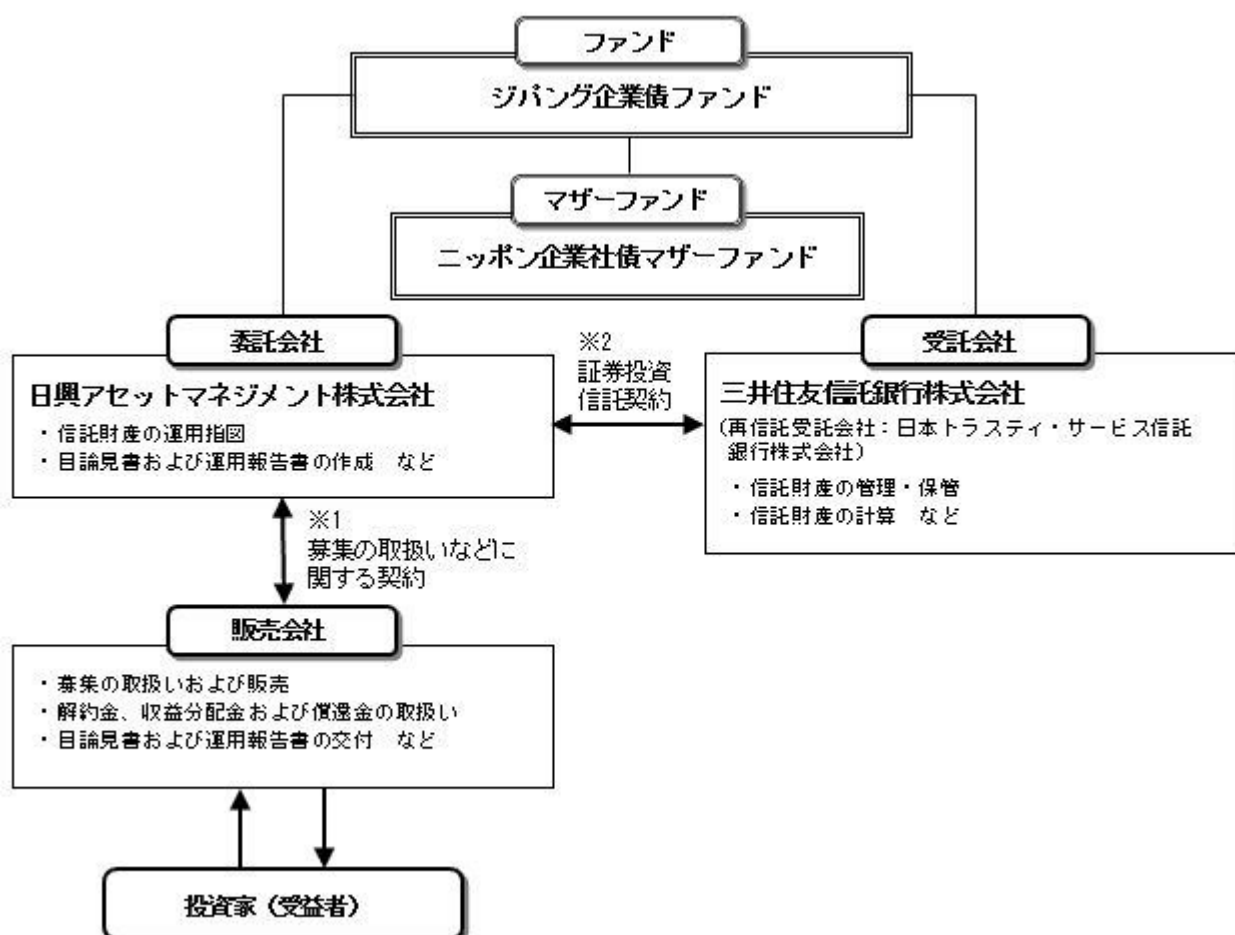 ファンド
ジパング企業債ファンド
マザーファンド
ニッポン企業社債マザーファンド
委託会社
日興アセットマネジメント株式会社
・信託財産の運用指図
・目論見書および運用報告書の作成　など
※2
証券投資
信託契約
受託会社
三井住友信託銀行株式会社
(再信託受託会社：日本トラスティ・サービス信託
銀行株式会社)
・信託財産の管理・保管
・信託財産の計算　など
※1
募集の取扱いなどに
関する契約
販売会社
・募集の取扱いおよび販売
・解約金、収益分配金および償還金の取扱い
・目論見書および運用報告書の交付　など
投資家（受益者）